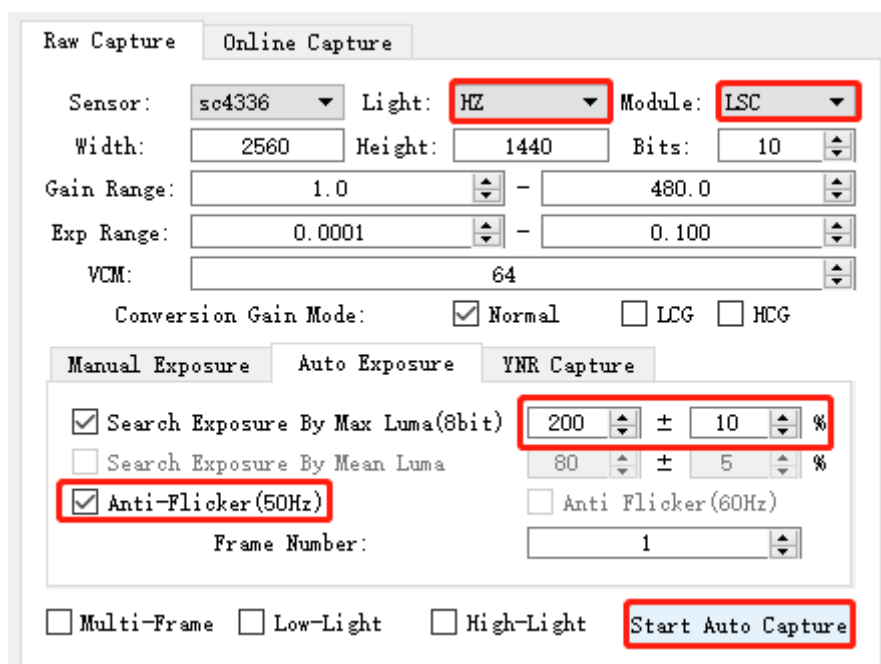 Raw Capture Online Capture
Sensor: sc4336 Light: HZ Module: LSC
Width: 2560 Height: 1440 Bits: 10
Gain Range: 1.0 - 480.0
Exp Range: 0.0001 - 0.100
VCM: 64
Conversion Gain Mode: Normal LCG HCG
Manual Exposure Auto Exposure YNR Capture
Search Exposure By Max Luma(8bit) 200 ± 10 %
Search Exposure By Mean Luma 80 ± 5 %
Anti-Flicker(50Hz) Anti Flicker(60Hz)
Frame Number: 1
Multi-Frame Low-Light High-Light Start Auto Capture